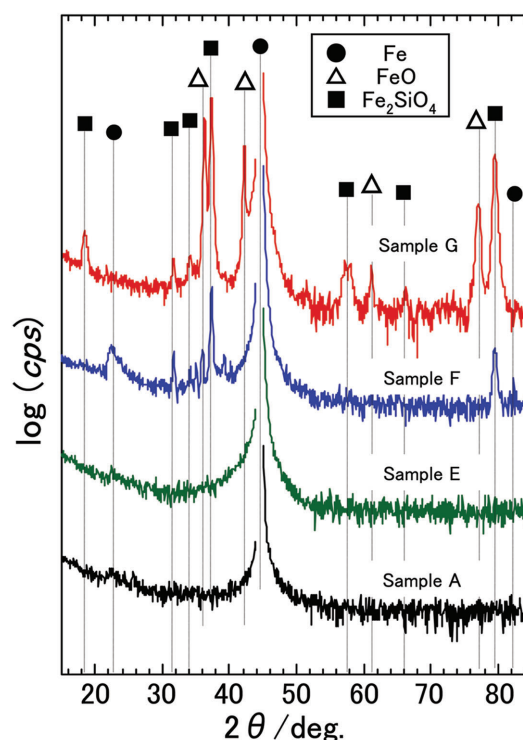 Fe
FeO
Fe₂SiO₄
Sample G
Sample F
Sample E
Sample A
log (cps)
20 30 40 50 60 70 80
2θ/deg.